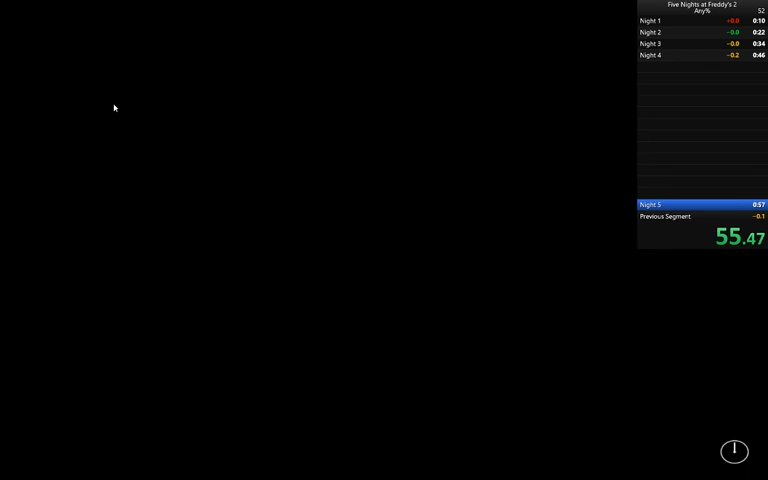 Five Nights at Freddy's 2
Any% 52
Night 1 +0.0 0:10
Night 2 −0.0 0:22
Night 3 −0.0 0:34
Night 4 −0.2 0:46
Night 5 0:57
Previous Segment −0.1
55.47